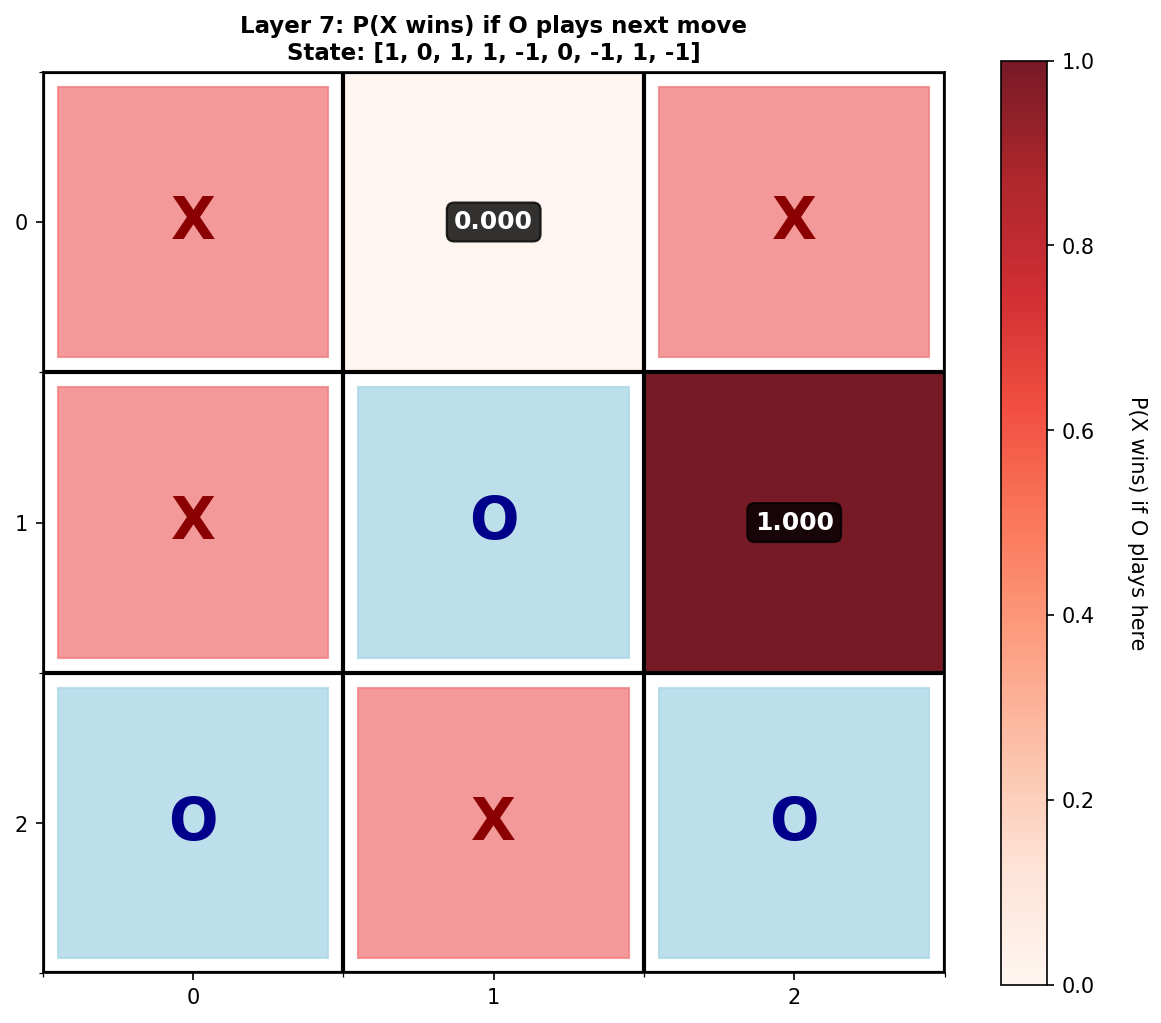 Layer 7: P(X wins) if O plays next move
State: [1, 0, 1, 1, -1, 0, -1, 1, -1]
X
0.000
X
X
O
1.000
O
X
O
0
1
2
0
1
2
1.0
0.8
0.6
0.4
0.2
0.0
P(X wins) if O plays here